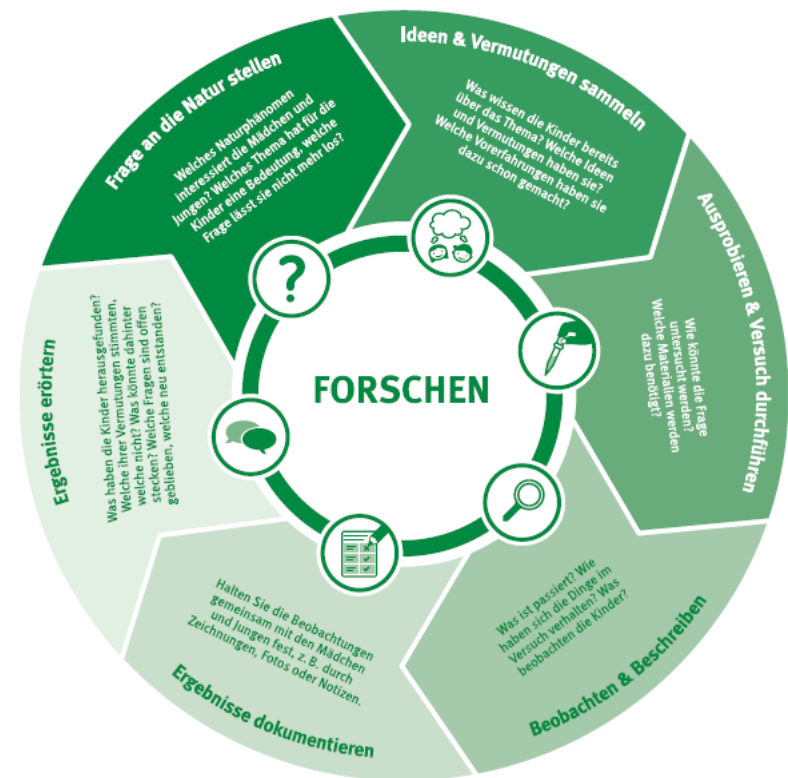 FORSCHEN
Frage an die Natur stellen
Welches Naturphänomen
interessiert die Mädchen und
Jungen? Welches Thema hat für die
Kinder eine Bedeutung, welche
Frage lässt sie nicht mehr los?
Ideen & Vermutungen sammeln
Was wissen die Kinder bereits
über das Thema? Welche Ideen
und Vermutungen haben sie?
Welche Vorerfahrungen haben sie
dazu schon gemacht?
Ausprobieren & Versuch durchführen
Wie könnte die Frage
untersucht werden?
Welche Materialien werden
dazu benötigt?
Beobachten & Beschreiben
Was ist passiert? Wie
haben sich die Dinge im
Versuch verhalten? Was
beobachten die Kinder?
Ergebnisse dokumentieren
Halten Sie die Beobachtungen
gemeinsam mit den Mädchen
und Jungen fest, z. B. durch
Zeichnungen, Fotos oder Notizen.
Ergebnisse erörtern
Was haben die Kinder herausgefunden?
Welche ihrer Vermutungen stimmten,
welche nicht? Was könnte dahinter
stecken? Welche Fragen sind offen
geblieben, welche neu entstanden?
?